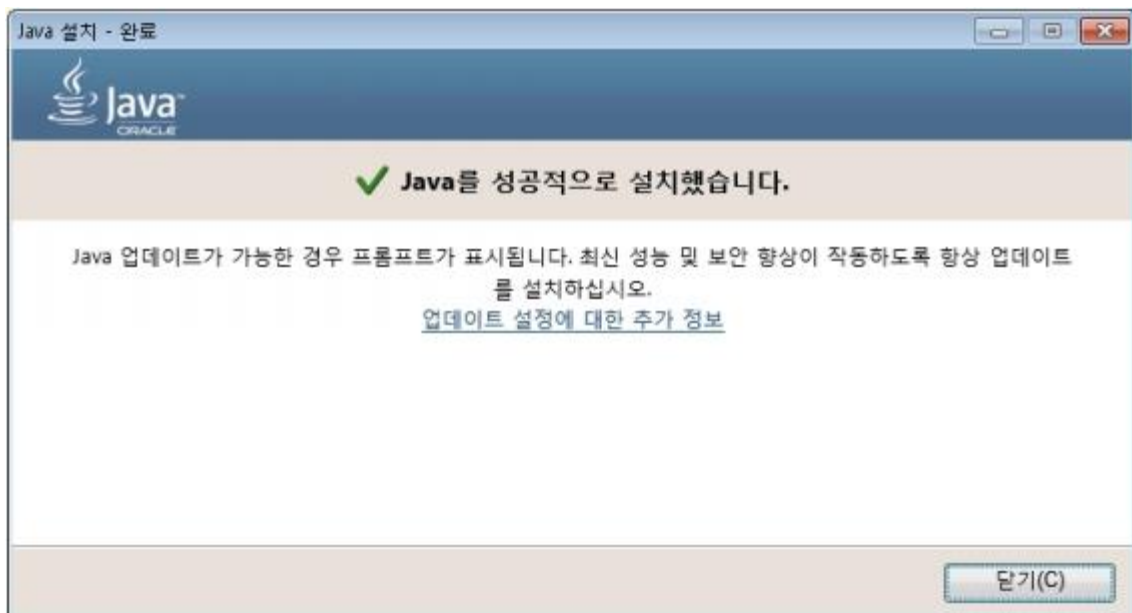 Java 설치 - 완료
Java™
ORACLE
Java를 성공적으로 설치했습니다.
Java 업데이트가 가능한 경우 프롬프트가 표시됩니다. 최신 성능 및 보안 향상이 작동하도록 항상 업데이트
를 설치하십시오.
업데이트 설정에 대한 추가 정보
닫기(C)